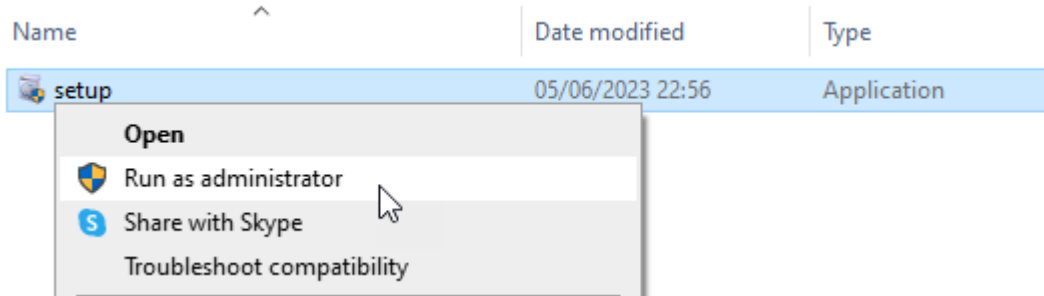 Name Date modified Type
setup 05/06/2023 22:56 Application
Open
Run as administrator
S Share with Skype
Troubleshoot compatibility